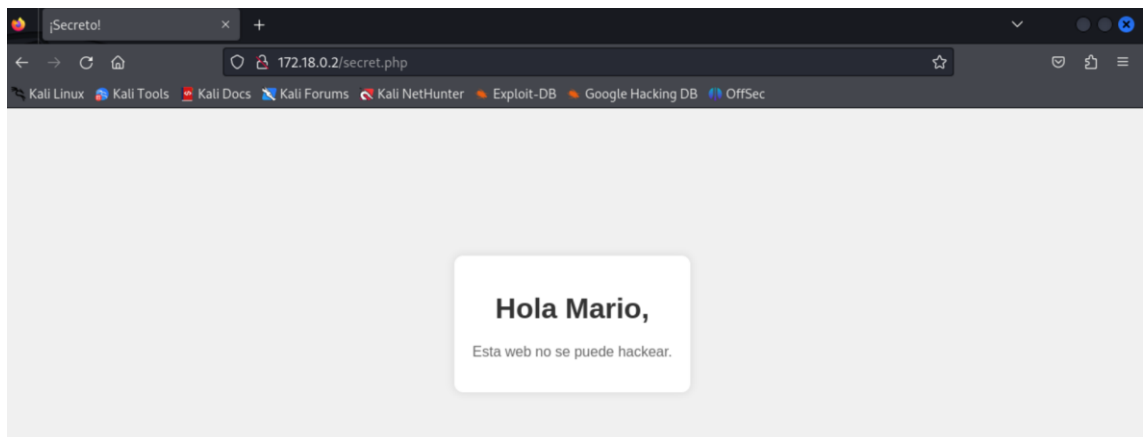 ¡Secreto!
172.18.0.2/secret.php
Kali Linux Kali Tools Kali Docs Kali Forums Kali NetHunter Exploit-DB Google Hacking DB OffSec
Hola Mario,
Esta web no se puede hackear.